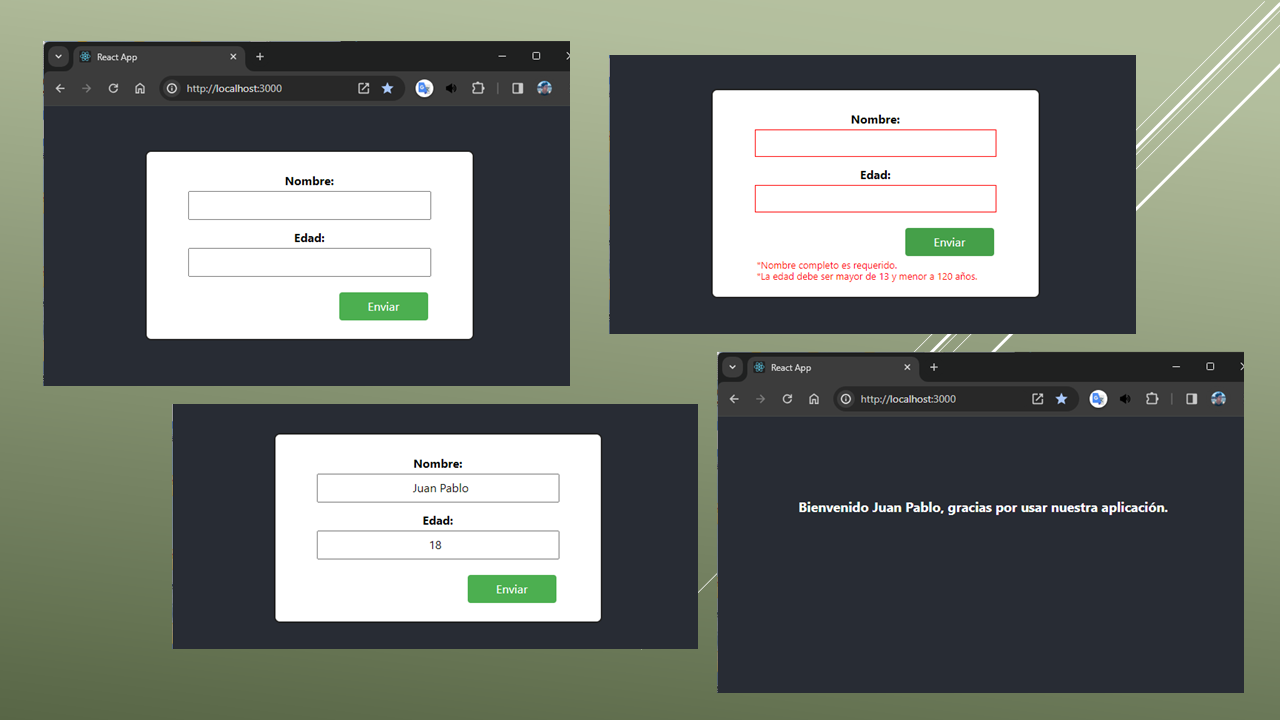 React App
http://localhost:3000
Nombre:
Edad:
Enviar
Nombre:
Edad:
Enviar
*Nombre completo es requerido.
*La edad debe ser mayor de 13 y menor a 120 años.
Nombre:
Juan Pablo
Edad:
18
Enviar
React App
http://localhost:3000
Bienvenido Juan Pablo, gracias por usar nuestra aplicación.